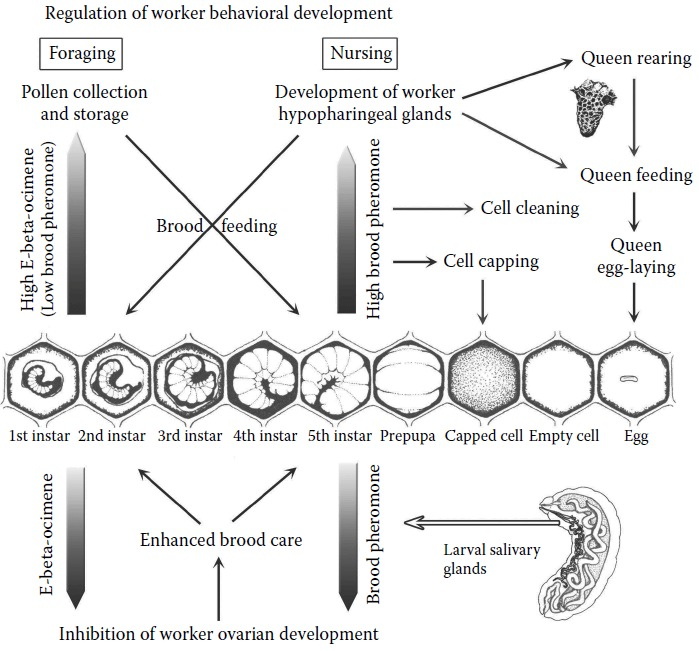 Regulation of worker behavioral development
Foraging
Nursing
Queen rearing
Pollen collection
and storage
Development of worker
hypopharingeal glands
High E-beta-ocimene
(Low brood pheromone)
High brood pheromone
Queen feeding
Brood feeding
Cell cleaning
Cell capping
Queen
egg-laying
1st instar 2nd instar 3rd instar 4th instar 5th instar Prepupa Capped cell Empty cell Egg
E-beta-ocimene
Enhanced brood care
Brood pheromone
Larval salivary
glands
Inhibition of worker ovarian development